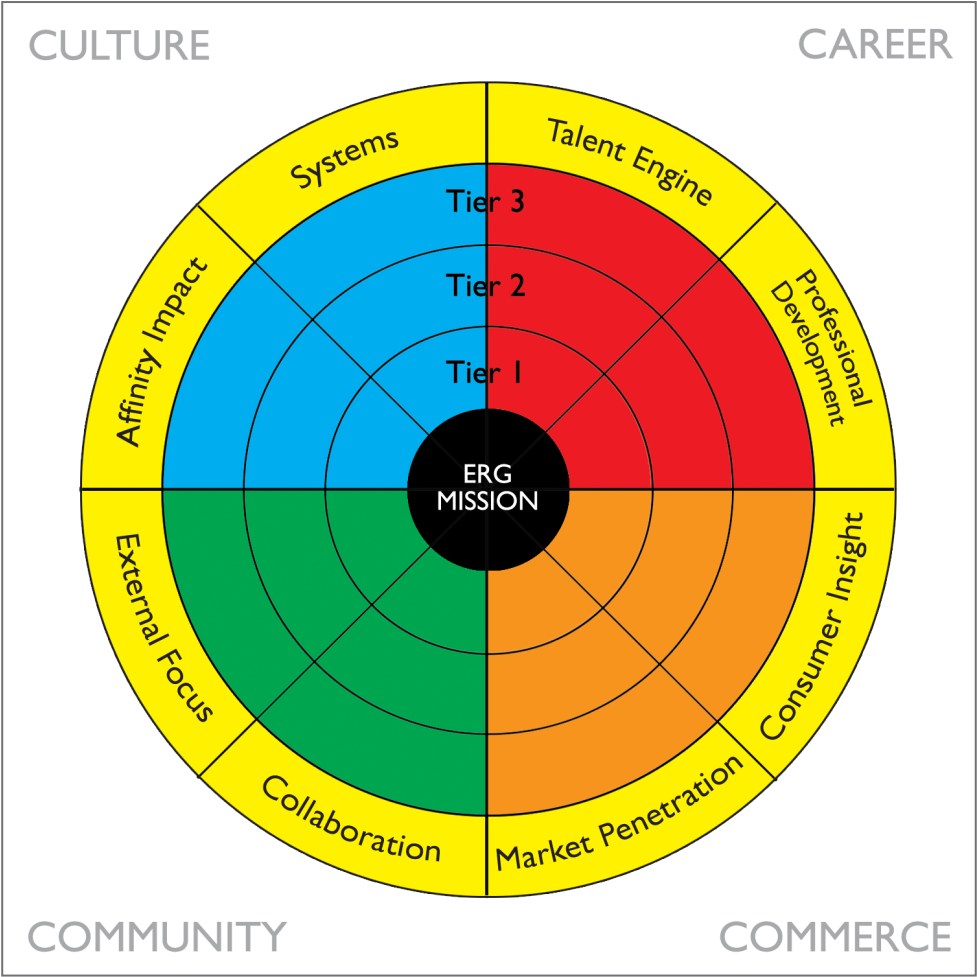 CULTURE
CAREER
Systems
Talent Engine
Affinity Impact
Tier 3
Tier 2
Tier 1
Professional
Development
ERG
MISSION
External Focus
Consumer Insight
Collaboration
Market Penetration
COMMUNITY
COMMERCE